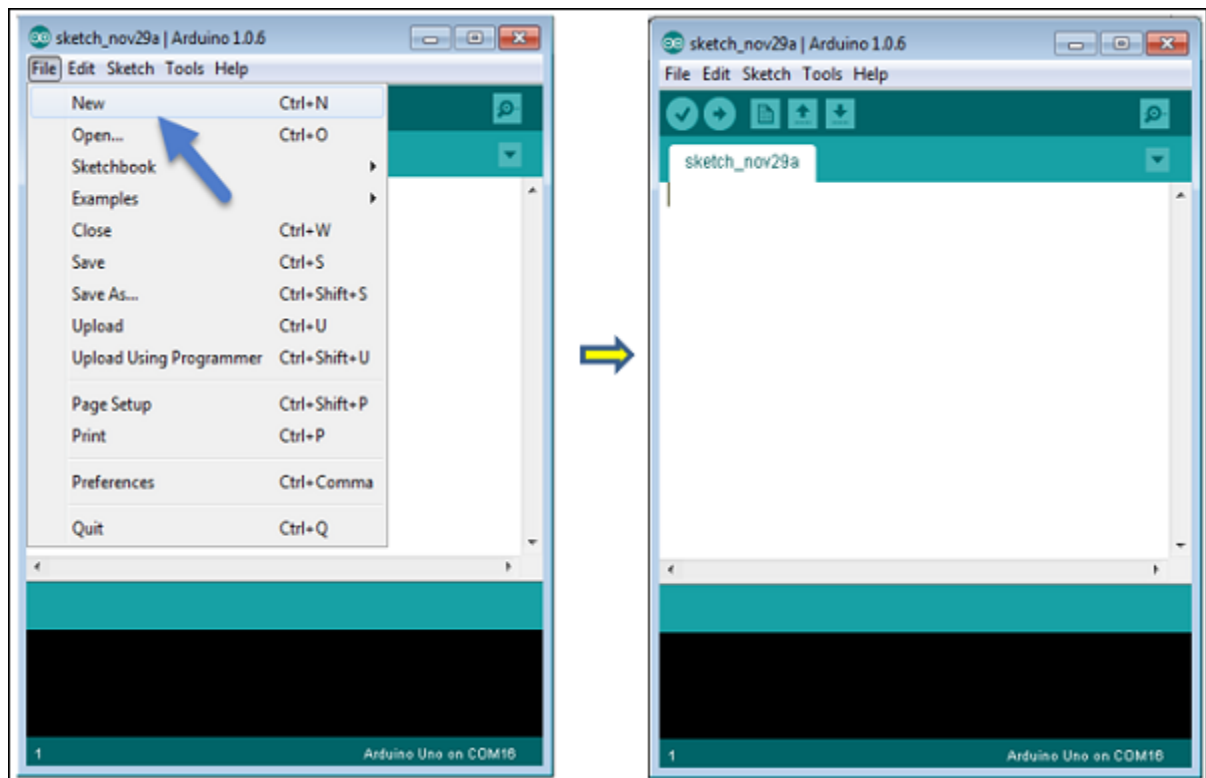 sketch_nov29a | Arduino 1.0.6
File Edit Sketch Tools Help
New Ctrl+N
Open... Ctrl+O
Sketchbook
Examples
Close Ctrl+W
Save Ctrl+S
Save As... Ctrl+Shift+S
Upload Ctrl+U
Upload Using Programmer Ctrl+Shift+U
Page Setup Ctrl+Shift+P
Print Ctrl+P
Preferences Ctrl+Comma
Quit Ctrl+Q
1 Arduino Uno on COM16
sketch_nov29a | Arduino 1.0.6
File Edit Sketch Tools Help
sketch_nov29a
1 Arduino Uno on COM16